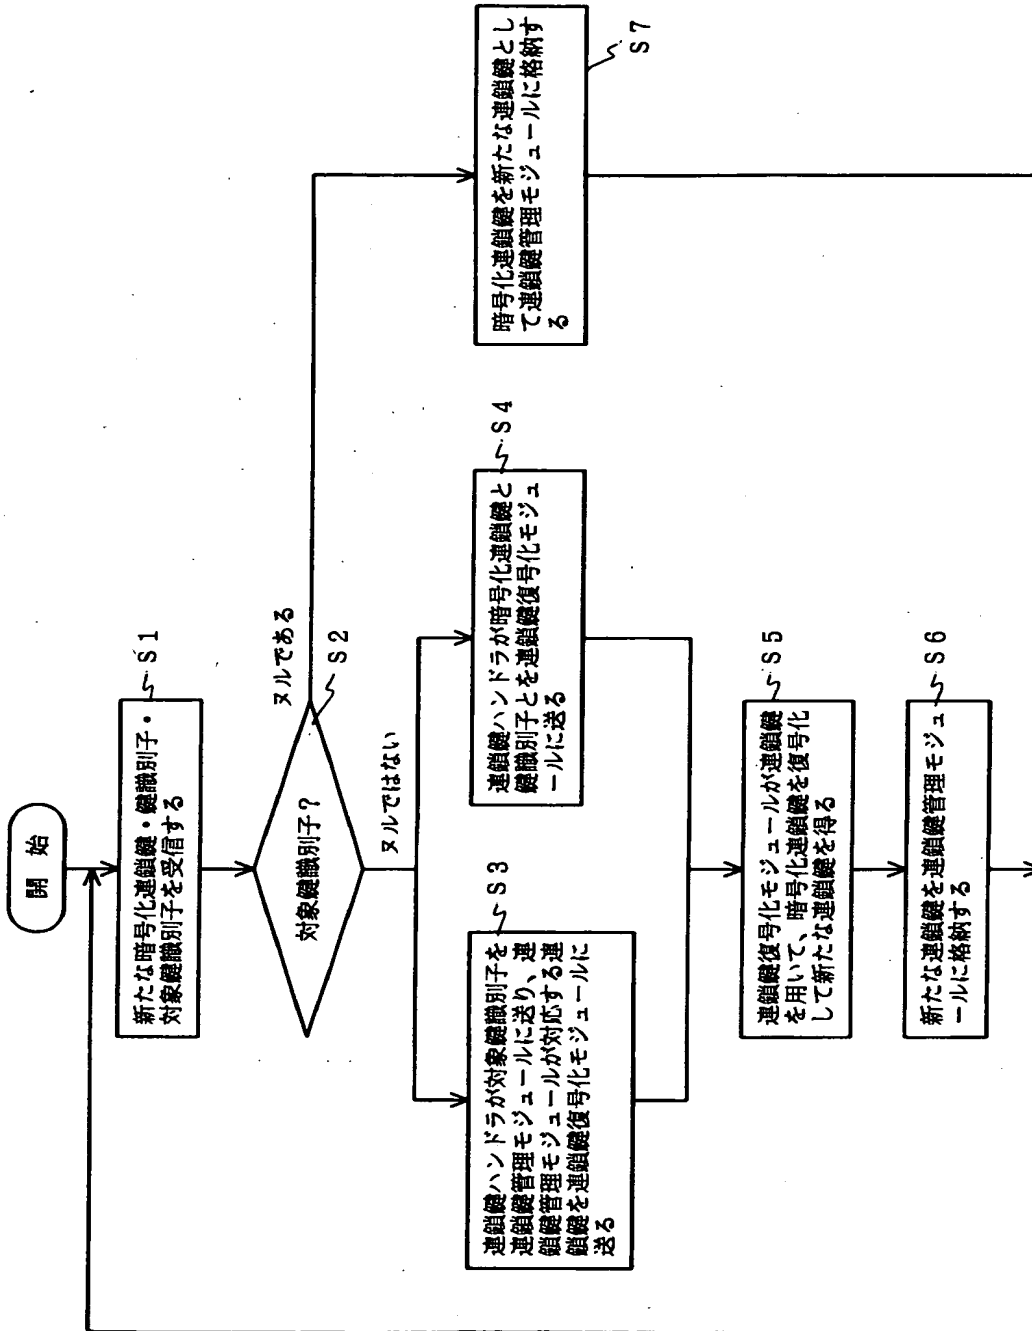 開 始
新たな暗号化連鎖鍵・鍵識別子・
対象鍵識別子を受信する
S1
対象鍵識別子?
S2
ヌルである
ヌルではない
連鎖鍵ハンドラが対象鍵識別子を
連鎖鍵管理モジュールに送り、連
鎖鍵管理モジュールが対応する連
鎖鍵を連鎖鍵復号化モジュールに
送る
S3
連鎖鍵ハンドラが暗号化連鎖鍵と
鍵識別子とを連鎖鍵復号化モジュ
ールに送る
S4
暗号化連鎖鍵を新たな連鎖鍵とし
て連鎖鍵管理モジュールに格納す
る
S7
連鎖鍵復号化モジュールが連鎖鍵
を用いて、暗号化連鎖鍵を復号化
して新たな連鎖鍵を得る
S5
新たな連鎖鍵を連鎖鍵管理モジュ
ールに格納する
S6